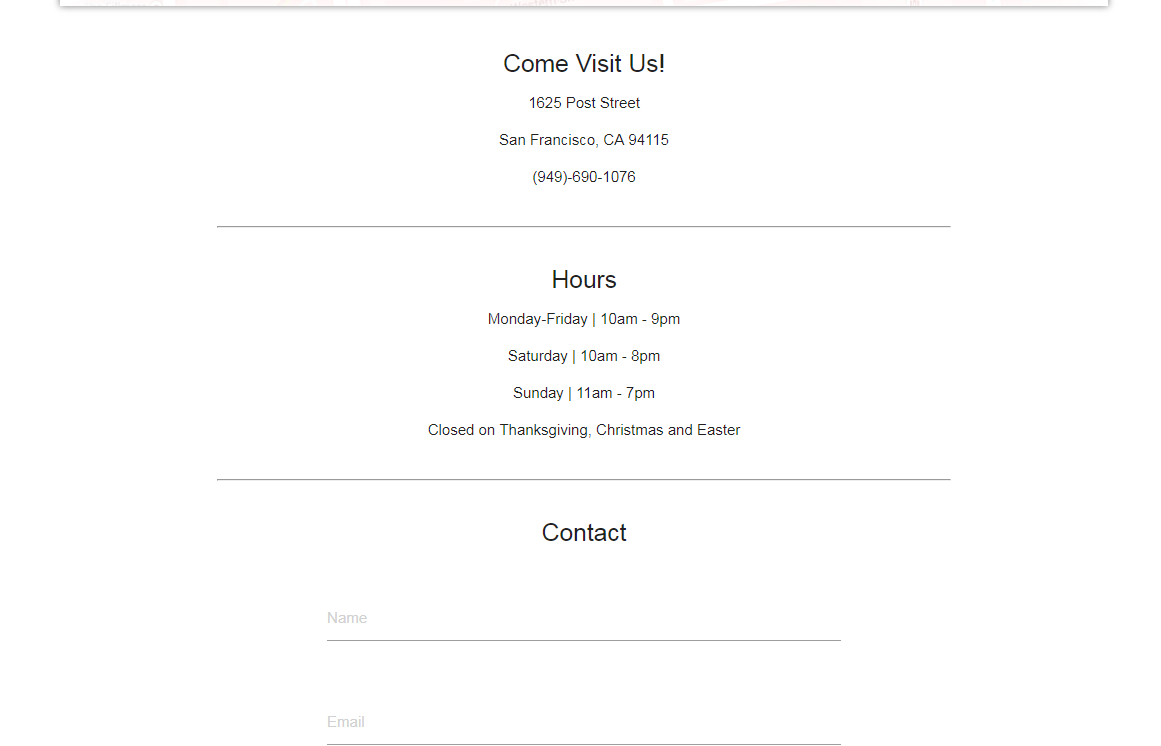 Come Visit Us!
1625 Post Street
San Francisco, CA 94115
(949)-690-1076
Hours
Monday-Friday | 10am - 9pm
Saturday | 10am - 8pm
Sunday | 11am - 7pm
Closed on Thanksgiving, Christmas and Easter
Contact
Name
Email